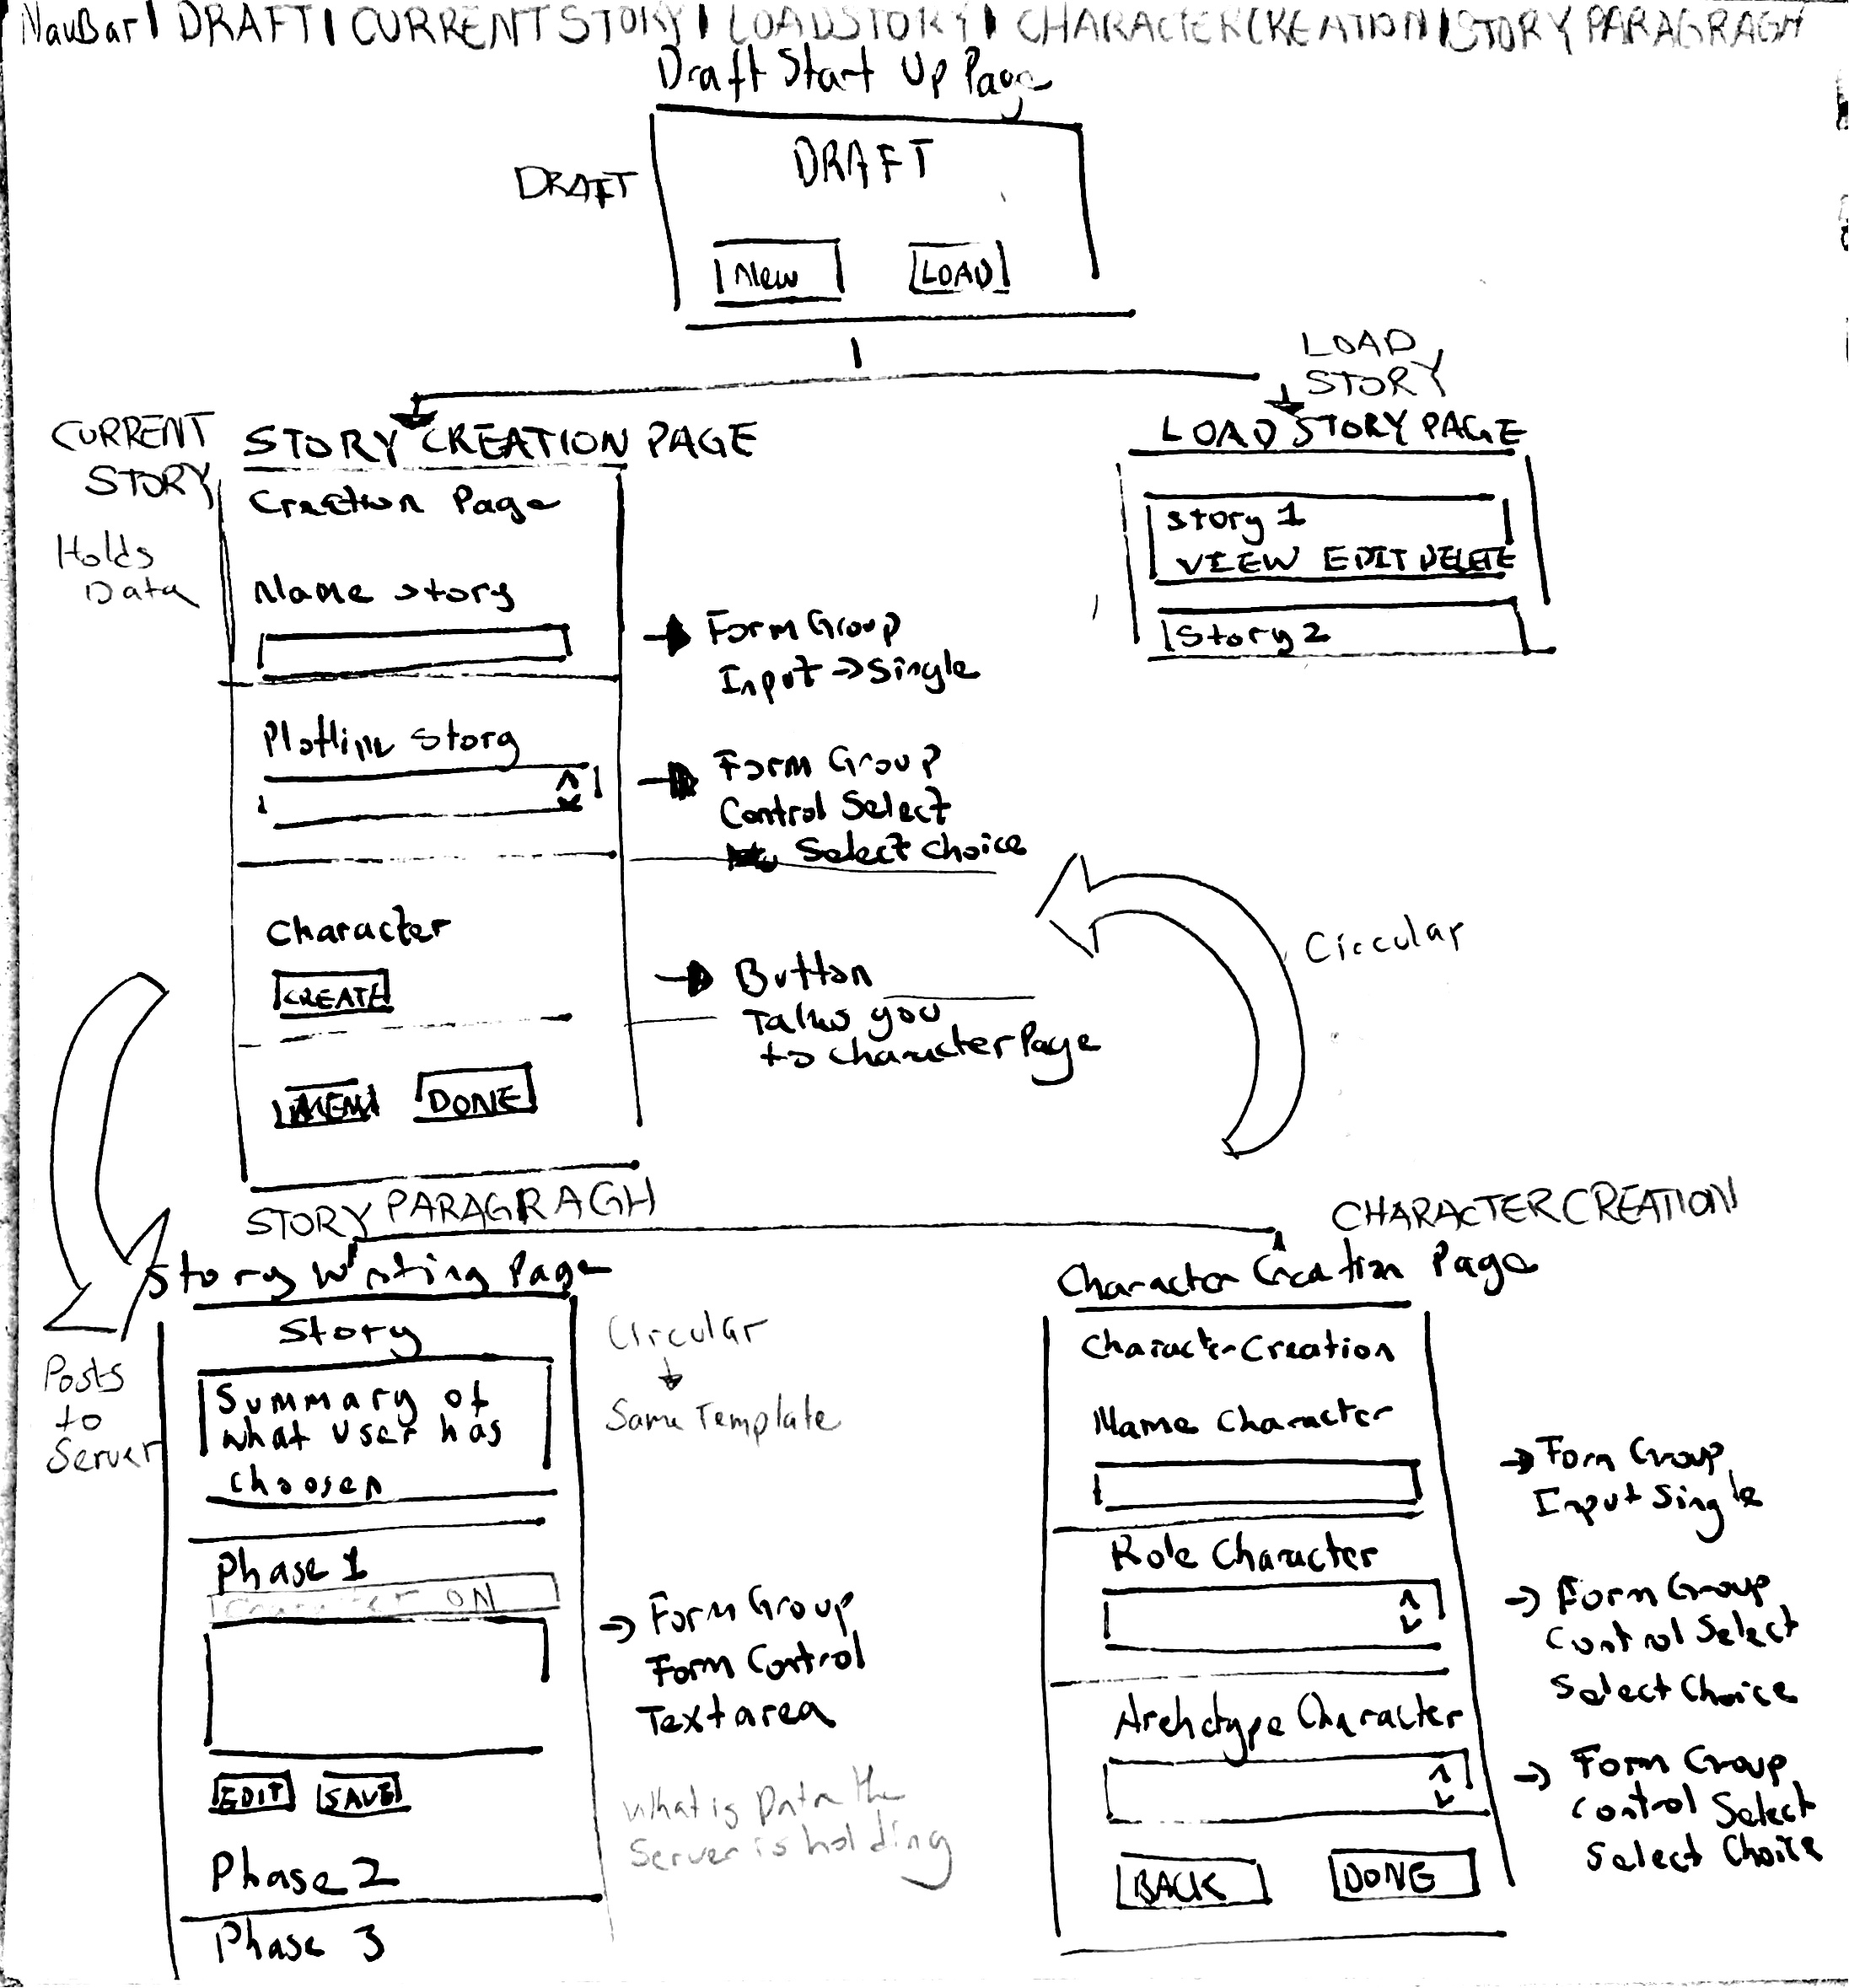 NavBar | DRAFT | CURRENT STORY | LOAD STORY | CHARACTER CREATION | STORY PARAGRAGH
Draft Start Up Page
DRAFT
DRAFT
New
LOAD
LOAD
STORY
LOAD STORY PAGE
story 1
VIEW EDIT DELETE
Story 2
CURRENT
STORY
Holds
Data
STORY CREATION PAGE
Creation Page
Name story
→ Form Group
Input → Single
Plotline story
→ Form Group
Control Select
Select Choice
Character
CREATE
→ Button
Takes you
to Character Page
Circular
MENU
DONE
STORY PARAGRAGH
Story Writing Page
Posts
to
Server
Story
Summary of
what user has
choosen
Circular
Same Template
Phase 1
ON
→ Form Group
Form Control
Textarea
EDIT
SAVE
What is Data the
Server is holding
Phase 2
Phase 3
CHARACTER CREATION
Character Creation Page
Character Creation
Name Character
→ Form Group
Input Single
Role Character
→ Form Group
Control Select
Select Choice
Archetype Character
→ Form Group
Control Select
Select Choice
BACK
DONE